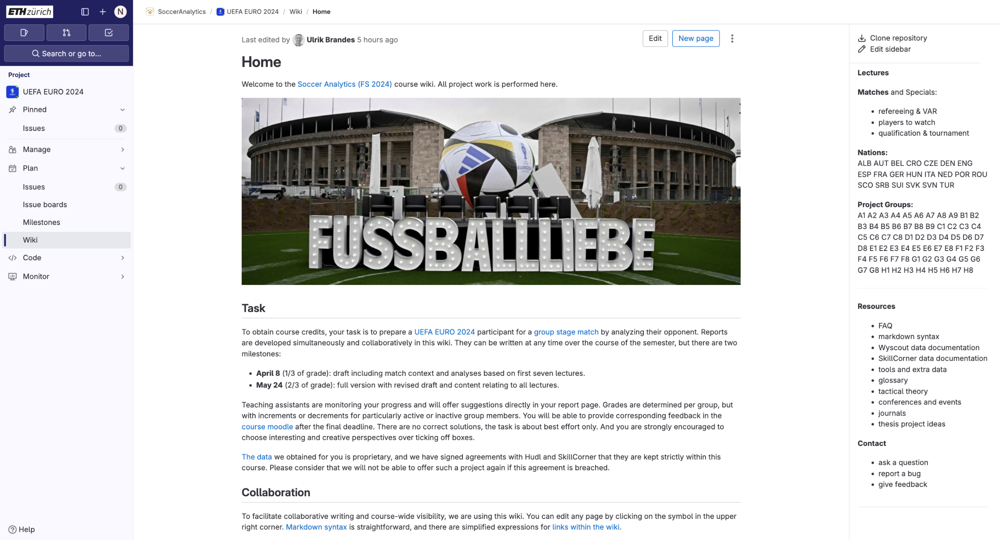 ETH zürich
N
Search or go to...
Project
UEFA EURO 2024
Pinned
Issues 0
Manage
Plan
Issues 0
Issue boards
Milestones
Wiki
Code
Monitor
Help
SoccerAnalytics / UEFA EURO 2024 / Wiki / Home
Last edited by Ulrik Brandes 5 hours ago
Edit
New page
Home
Welcome to the Soccer Analytics (FS 2024) course wiki. All project work is performed here.
EURO2024
FUSSBALLLIEBE
Task
To obtain course credits, your task is to prepare a UEFA EURO 2024 participant for a group stage match by analyzing their opponent. Reports
are developed simultaneously and collaboratively in this wiki. They can be written at any time over the course of the semester, but there are two
milestones:
• April 8 (1/3 of grade): draft including match context and analyses based on first seven lectures.
• May 24 (2/3 of grade): full version with revised draft and content relating to all lectures.
Teaching assistants are monitoring your progress and will offer suggestions directly in your report page. Grades are determined per group, but
with increments or decrements for particularly active or inactive group members. You will be able to provide corresponding feedback in the
course moodle after the final deadline. There are no correct solutions, the task is about best effort only. And you are strongly encouraged to
choose interesting and creative perspectives over ticking off boxes.
The data we obtained for you is proprietary, and we have signed agreements with Hudl and SkillCorner that they are kept strictly within this
course. Please consider that we will not be able to offer such a project again if this agreement is breached.
Collaboration
To facilitate collaborative writing and course-wide visibility, we are using this wiki. You can edit any page by clicking on the symbol in the upper
right corner. Markdown syntax is straightforward, and there are simplified expressions for links within the wiki.
Clone repository
Edit sidebar
Lectures
Matches and Specials:
• refereeing & VAR
• players to watch
• qualification & tournament
Nations:
ALB AUT BEL CRO CZE DEN ENG
ESP FRA GER HUN ITA NED POR ROU
SCO SRB SUI SVK SVN TUR
Project Groups:
A1 A2 A3 A4 A5 A6 A7 A8 A9 B1 B2
B3 B4 B5 B6 B7 B8 B9 C1 C2 C3 C4
C5 C6 C7 C8 D1 D2 D3 D4 D5 D6 D7
D8 E1 E2 E3 E4 E5 E6 E7 E8 F1 F2 F3
F4 F5 F6 F7 F8 G1 G2 G3 G4 G5 G6
G7 G8 H1 H2 H3 H4 H5 H6 H7 H8
Resources
• FAQ
• markdown syntax
• Wyscout data documentation
• SkillCorner data documentation
• tools and extra data
• glossary
• tactical theory
• conferences and events
• journals
• thesis project ideas
Contact
• ask a question
• report a bug
• give feedback